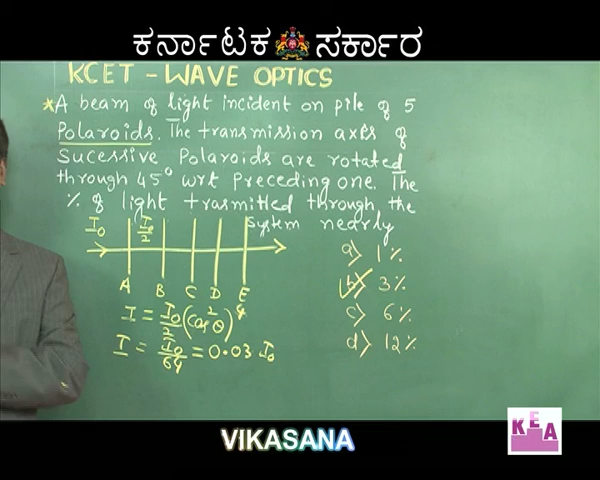 ಕರ್ನಾಟಕ ಸರ್ಕಾರ
KCET - WAVE OPTICS
*A beam of light incident on pile of 5
Polaroids. The transmission axes of
Sucessive Polaroids are rotated
through 45° wrt preceding one. The
% of light trasmitted through the
system nearly
I₀ I₀/2
A B C D E
a) 1%
b) 3%
c) 6%
d) 12%
I = I₀/2 (cos²θ)⁴
I = I₀/64 = 0.03 I₀
KEA
VIKASANA